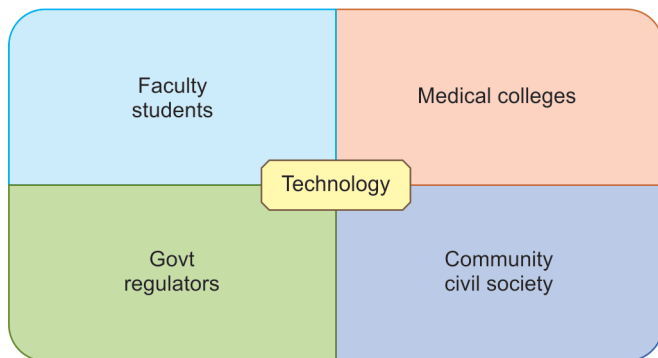 Faculty
students
Medical colleges
Technology
Govt
regulators
Community
civil society